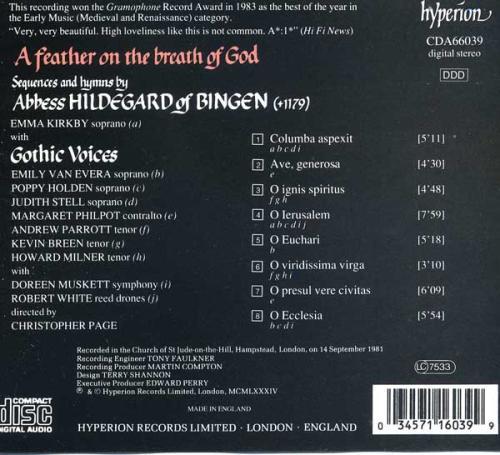 This recording won the Gramophone Record Award in 1983 as the best of the year in
the Early Music (Medieval and Renaissance) category.
"Very, very beautiful. High loveliness like this is not common. A*:1*" (Hi Fi News)
hyperion
CDA66039
digital stereo
DDD
A feather on the breath of God
Sequences and hymns by
Abbess HILDEGARD of BINGEN (+1179)
EMMA KIRKBY soprano (a)
with
Gothic Voices
EMILY VAN EVERA soprano (b)
POPPY HOLDEN soprano (c)
JUDITH STELL soprano (d)
MARGARET PHILPOT contralto (e)
ANDREW PARROTT tenor (f)
KEVIN BREEN tenor (g)
HOWARD MILNER tenor (h)
with
DOREEN MUSKETT symphony (i)
ROBERT WHITE reed drones (j)
directed by
CHRISTOPHER PAGE
1 Columba aspexit [5'11]
a b c d i
2 Ave, generosa [4'30]
e
3 O ignis spiritus [4'48]
f g h
4 O Ierusalem [7'59]
a b c d e i j
5 O Euchari [5'18]
b
6 O viridissima virga [3'10]
f g h i
7 O presul vere civitas [6'09]
e
8 O Ecclesia [5'54]
b c d i
Recorded in the Church of St Jude-on-the-Hill, Hampstead, London, on 14 September 1981
Recording Engineer TONY FAULKNER
Recording Producer MARTIN COMPTON
Design TERRY SHANNON
Executive Producer EDWARD PERRY
℗ & © Hyperion Records Limited, London, MCMLXXXIV
LC 7533
COMPACT
disc
DIGITAL AUDIO
MADE IN ENGLAND
HYPERION RECORDS LIMITED · LONDON · ENGLAND
0 34571 16039 9